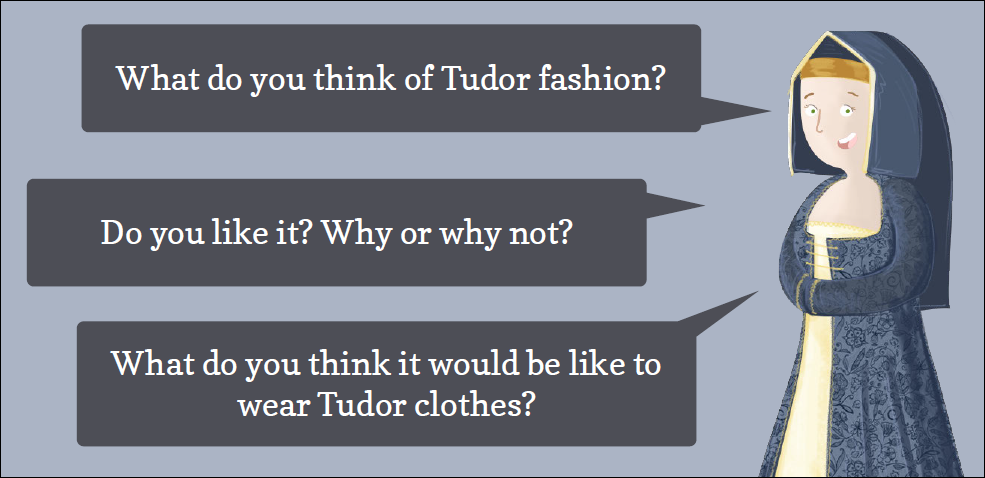 What do you think of Tudor fashion?
Do you like it? Why or why not?
What do you think it would be like to
wear Tudor clothes?